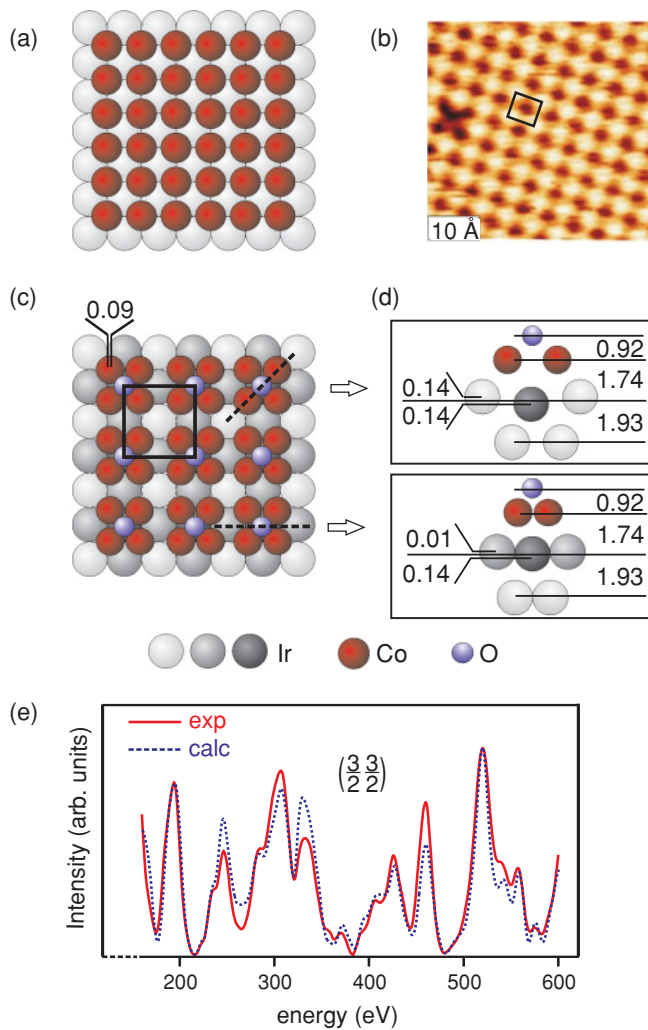 (a)
(b)
10 Å
(c)
0.09
(d)
0.92
1.74
0.14
0.14
1.93
0.92
1.74
0.01
0.14
1.93
Ir
Co
O
(e)
exp
calc
(3/2 3/2)
Intensity (arb. units)
200
300
400
500
600
energy (eV)